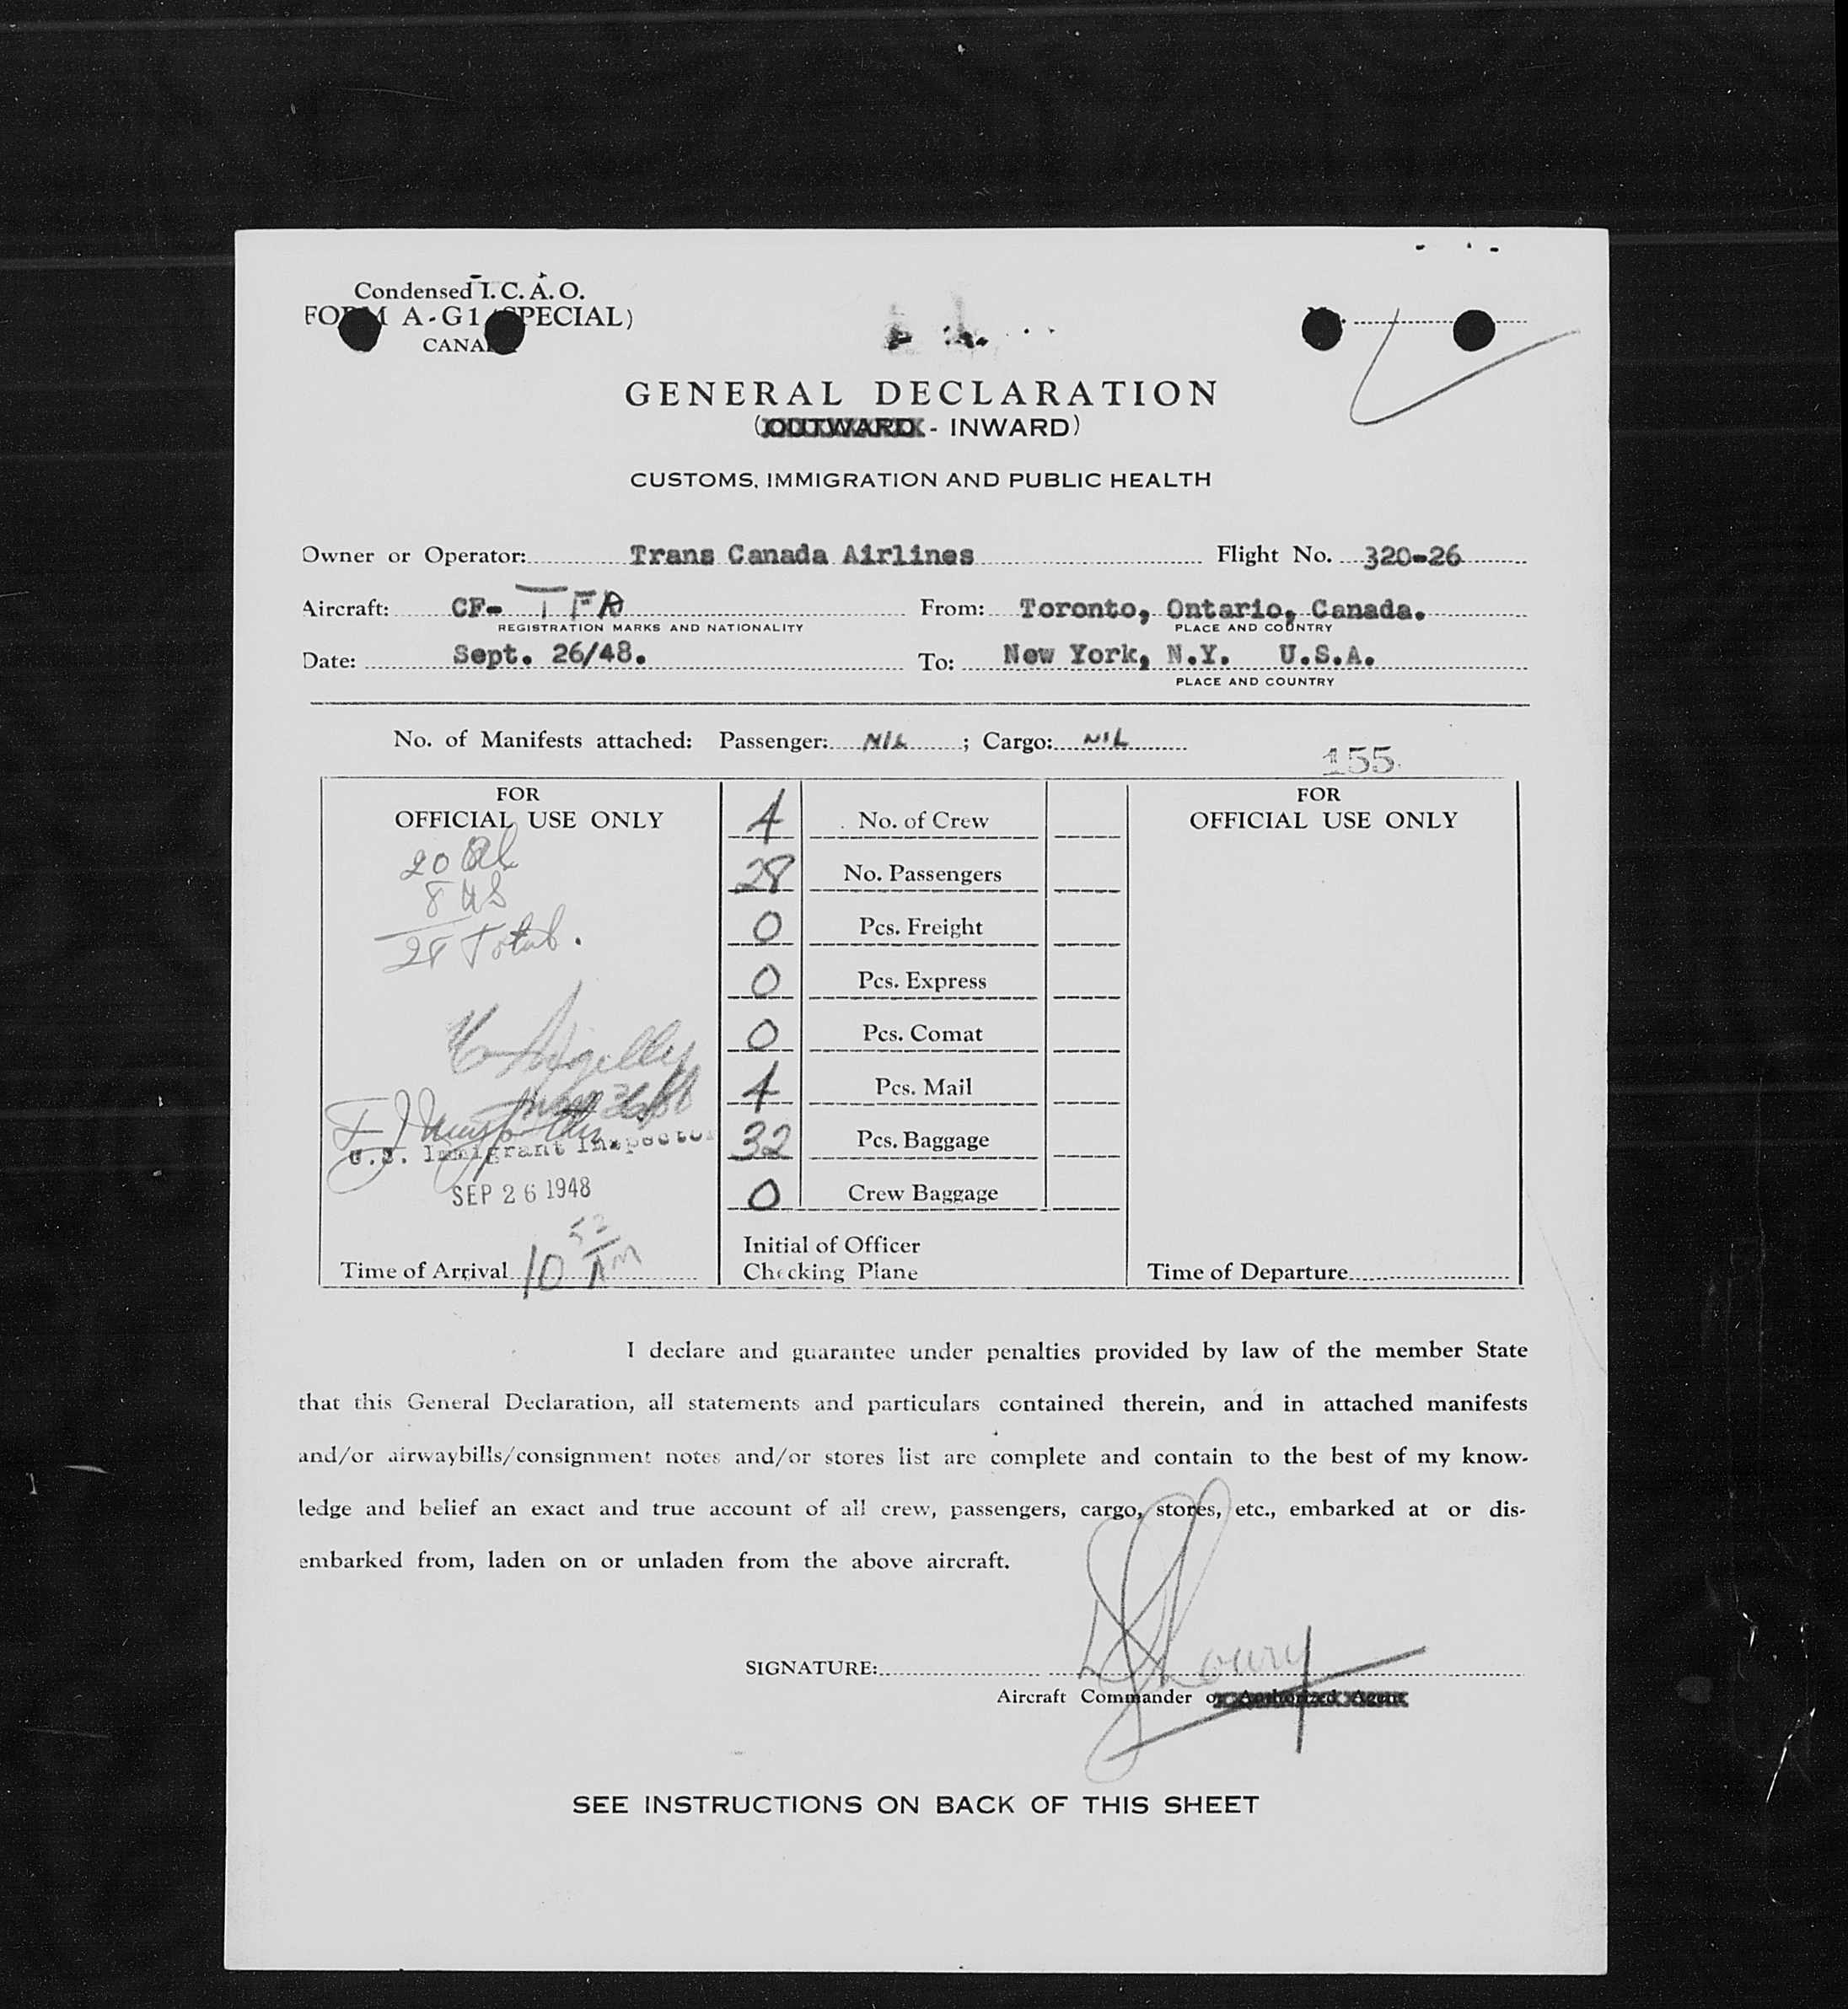 Condensed I. C. A. O.
FORM A-G1 (SPECIAL)
CANADA
GENERAL DECLARATION
(OUTWARD - INWARD)
CUSTOMS, IMMIGRATION AND PUBLIC HEALTH
Owner or Operator: Trans Canada Airlines Flight No. 320-26
Aircraft: CF- TFA From: Toronto, Ontario, Canada.
REGISTRATION MARKS AND NATIONALITY PLACE AND COUNTRY
Date: Sept. 26/48. To: New York, N.Y. U.S.A.
PLACE AND COUNTRY
No. of Manifests attached: Passenger: NIL ; Cargo: NIL
155
FOR
OFFICIAL USE ONLY
20
8 US
28 Total.
U.S. Immigrant Inspector
SEP 26 1948
Time of Arrival 10 52 AM
4 No. of Crew
28 No. Passengers
0 Pcs. Freight
0 Pcs. Express
0 Pcs. Comat
4 Pcs. Mail
32 Pcs. Baggage
0 Crew Baggage
Initial of Officer
Checking Plane
FOR
OFFICIAL USE ONLY
Time of Departure
I declare and guarantee under penalties provided by law of the member State
that this General Declaration, all statements and particulars contained therein, and in attached manifests
and/or airwaybills/consignment notes and/or stores list are complete and contain to the best of my know-
ledge and belief an exact and true account of all crew, passengers, cargo, stores, etc., embarked at or dis-
embarked from, laden on or unladen from the above aircraft.
SIGNATURE:
Aircraft Commander or Authorized Agent
SEE INSTRUCTIONS ON BACK OF THIS SHEET